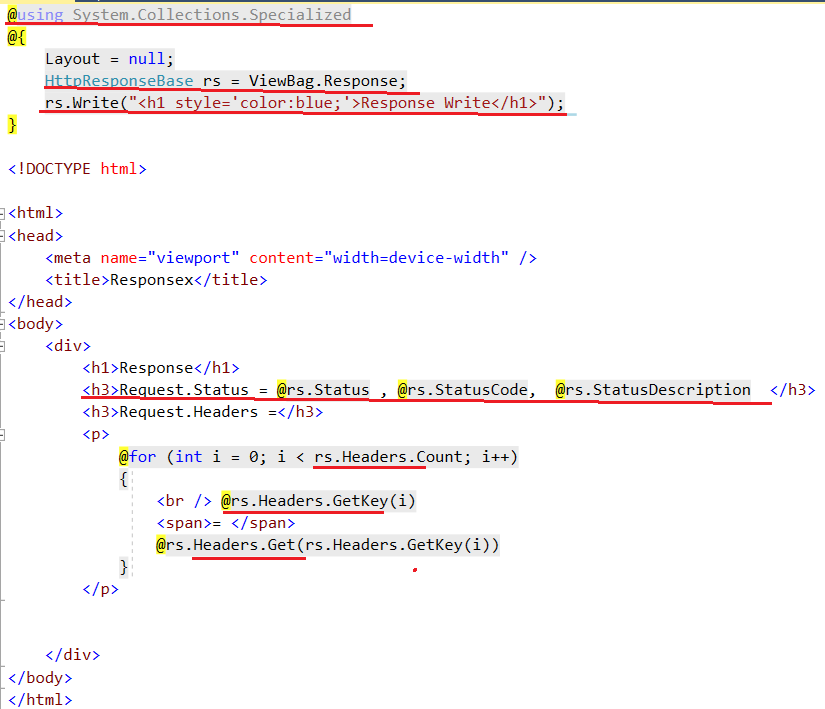 @using System.Collections.Specialized
@{
Layout = null;
HttpResponseBase rs = ViewBag.Response;
rs.Write("<h1 style='color:blue;'>Response Write</h1>");
}
<!DOCTYPE html>
<html>
<head>
<meta name="viewport" content="width=device-width" />
<title>Responsex</title>
</head>
<body>
<div>
<h1>Response</h1>
<h3>Request.Status = @rs.Status , @rs.StatusCode, @rs.StatusDescription </h3>
<h3>Request.Headers =</h3>
<p>
@for (int i = 0; i < rs.Headers.Count; i++)
{
<br /> @rs.Headers.GetKey(i)
<span>= </span>
@rs.Headers.Get(rs.Headers.GetKey(i))
}
</p>
</div>
</body>
</html>